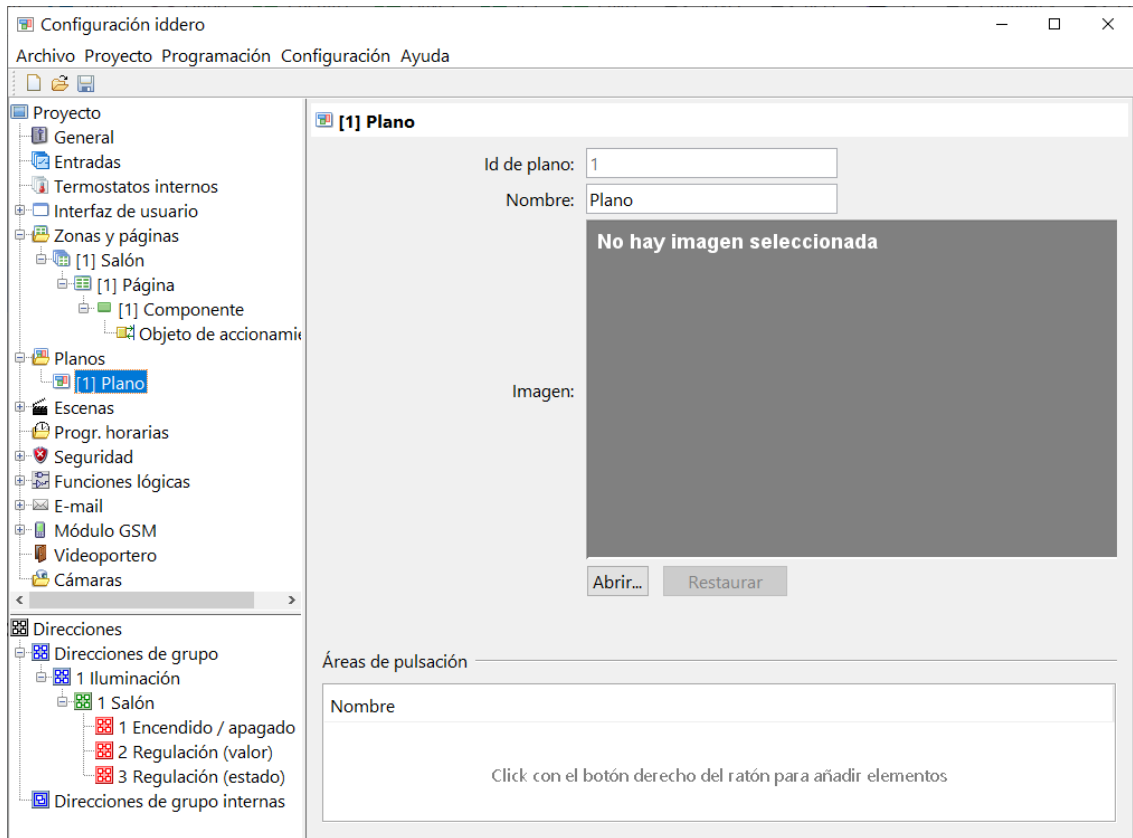 Configuración iddero
Archivo Proyecto Programación Configuración Ayuda
Proyecto
General
Entradas
Termostatos internos
Interfaz de usuario
Zonas y páginas
[1] Salón
[1] Página
[1] Componente
Objeto de accionamie
Planos
[1] Plano
Escenas
Progr. horarias
Seguridad
Funciones lógicas
E-mail
Módulo GSM
Videoportero
Cámaras
Direcciones
Direcciones de grupo
1 Iluminación
1 Salón
1 Encendido / apagado
2 Regulación (valor)
3 Regulación (estado)
Direcciones de grupo internas
[1] Plano
Id de plano: 1
Nombre: Plano
No hay imagen seleccionada
Imagen:
Abrir... Restaurar
Áreas de pulsación
Nombre
Click con el botón derecho del ratón para añadir elementos